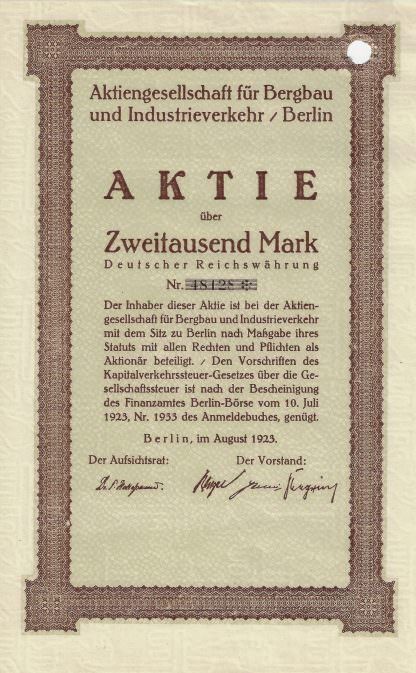 Aktiengesellschaft für Bergbau
und Industrieverkehr / Berlin
AKTIE
über
Zweitausend Mark
Deutscher Reichswährung
Nr. 48128
Der Inhaber dieser Aktie ist bei der Aktien-
gesellschaft für Bergbau und Industrieverkehr
mit dem Sitz zu Berlin nach Maßgabe ihres
Statuts mit allen Rechten und Pflichten als
Aktionär beteiligt. / Den Vorschriften des
Kapitalverkehrssteuer-Gesetzes über die Ge-
sellschaftssteuer ist nach der Bescheinigung
des Finanzamtes Berlin-Börse vom 10. Juli
1923, Nr. 1933 des Anmeldebuches, genügt.
Berlin, im August 1923.
Der Aufsichtsrat: Der Vorstand: